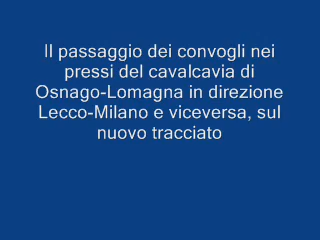 Il passaggio dei convogli nei
pressi del cavalcavia di
Osnago-Lomagna in direzione
Lecco-Milano e viceversa, sul
nuovo tracciato